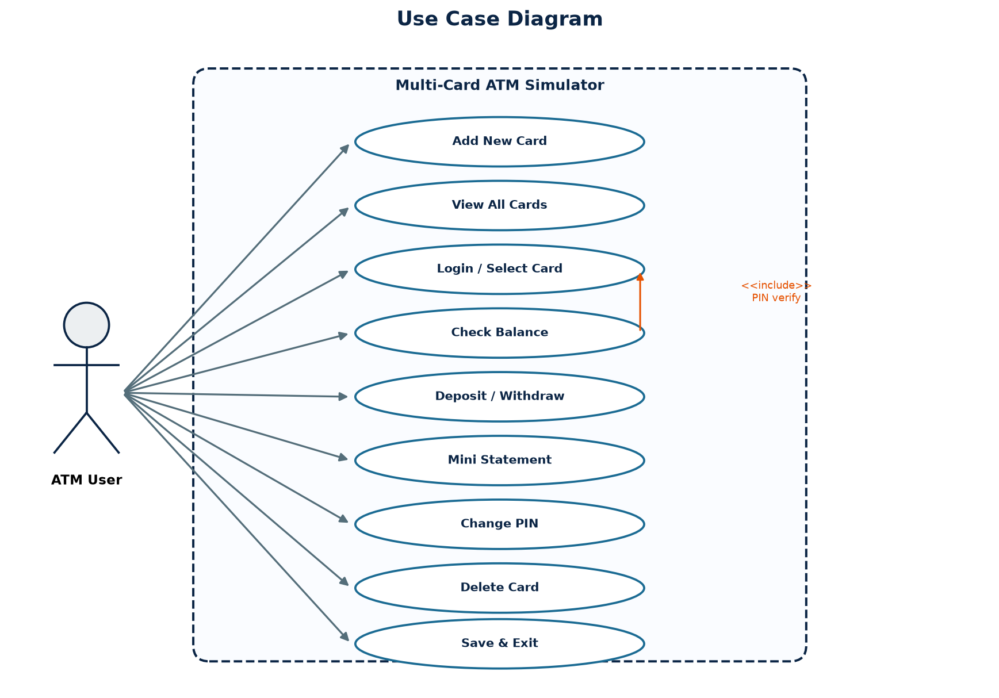 Use Case Diagram
Multi-Card ATM Simulator
Add New Card
View All Cards
Login / Select Card
<<include>>
PIN verify
Check Balance
Deposit / Withdraw
Mini Statement
ATM User
Change PIN
Delete Card
Save & Exit